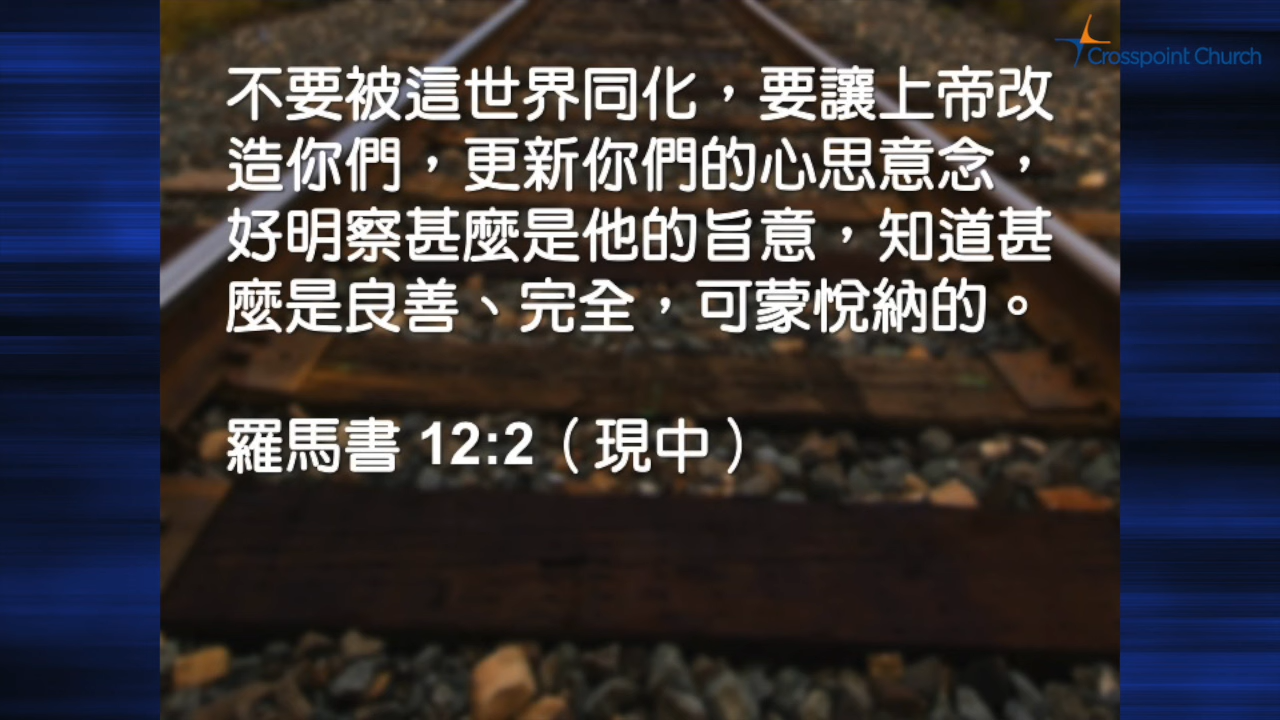 Crosspoint Church
不要被這世界同化，要讓上帝改
造你們，更新你們的心思意念，
好明察甚麼是他的旨意，知道甚
麼是良善、完全，可蒙悅納的。
羅馬書 12:2（現中）